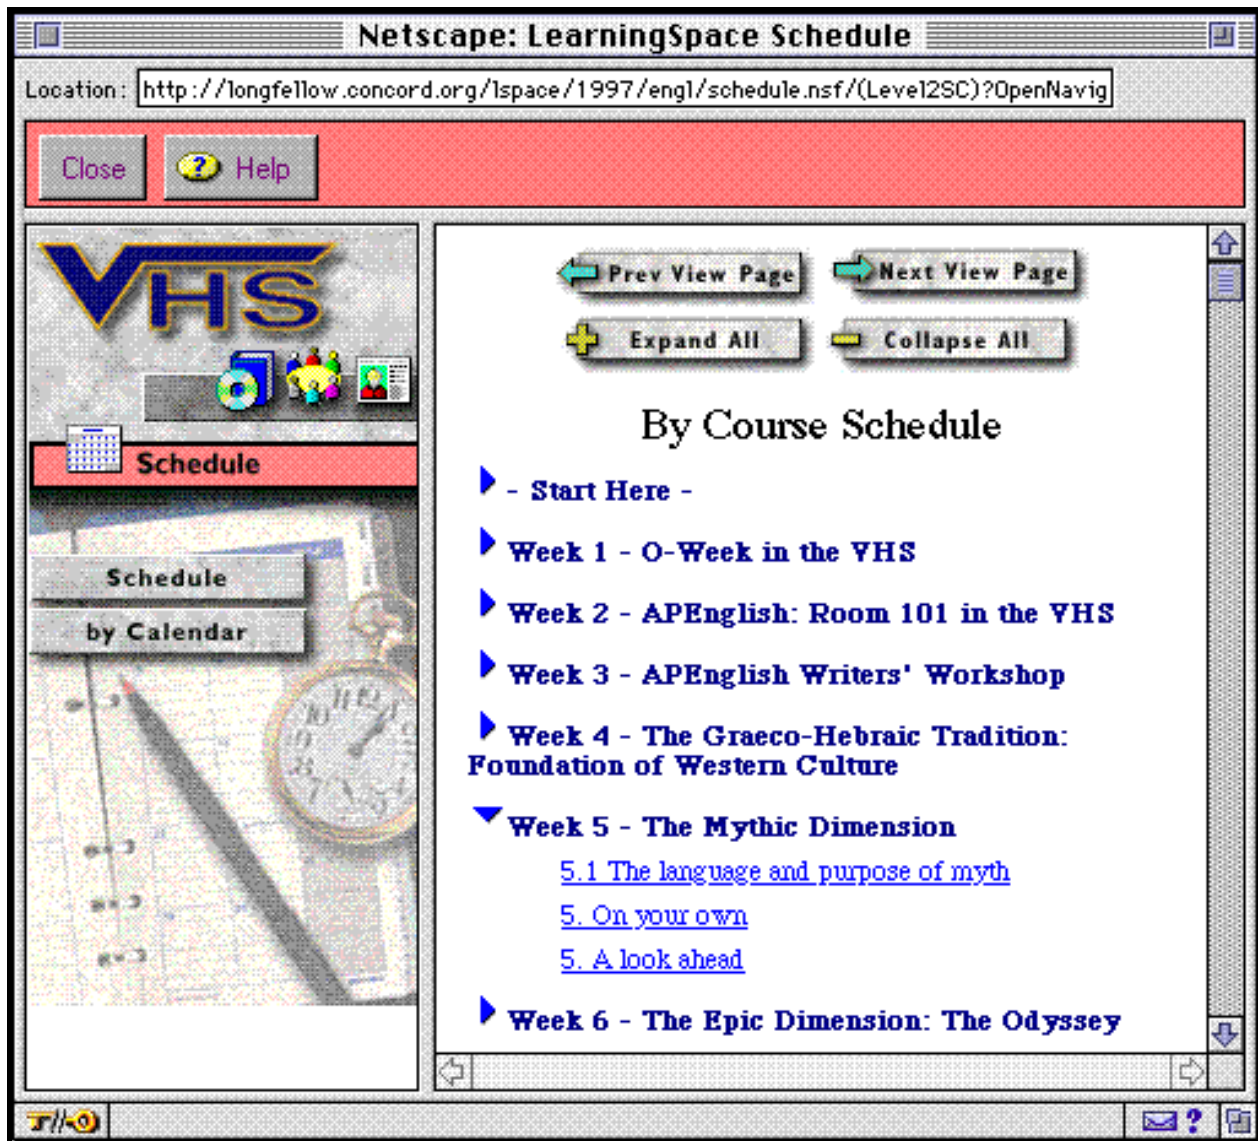 Netscape: LearningSpace Schedule
Location: http://longfellow.concord.org/lspace/1997/engl/schedule.nsf/(Level2SC)?OpenNavig
Close
? Help
VHS
Schedule
Schedule
by Calendar
Prev View Page
Next View Page
Expand All
Collapse All
By Course Schedule
- Start Here -
Week 1 - O-Week in the VHS
Week 2 - APEnglish: Room 101 in the VHS
Week 3 - APEnglish Writers' Workshop
Week 4 - The Graeco-Hebraic Tradition:
Foundation of Western Culture
Week 5 - The Mythic Dimension
5.1 The language and purpose of myth
5. On your own
5. A look ahead
Week 6 - The Epic Dimension: The Odyssey
?